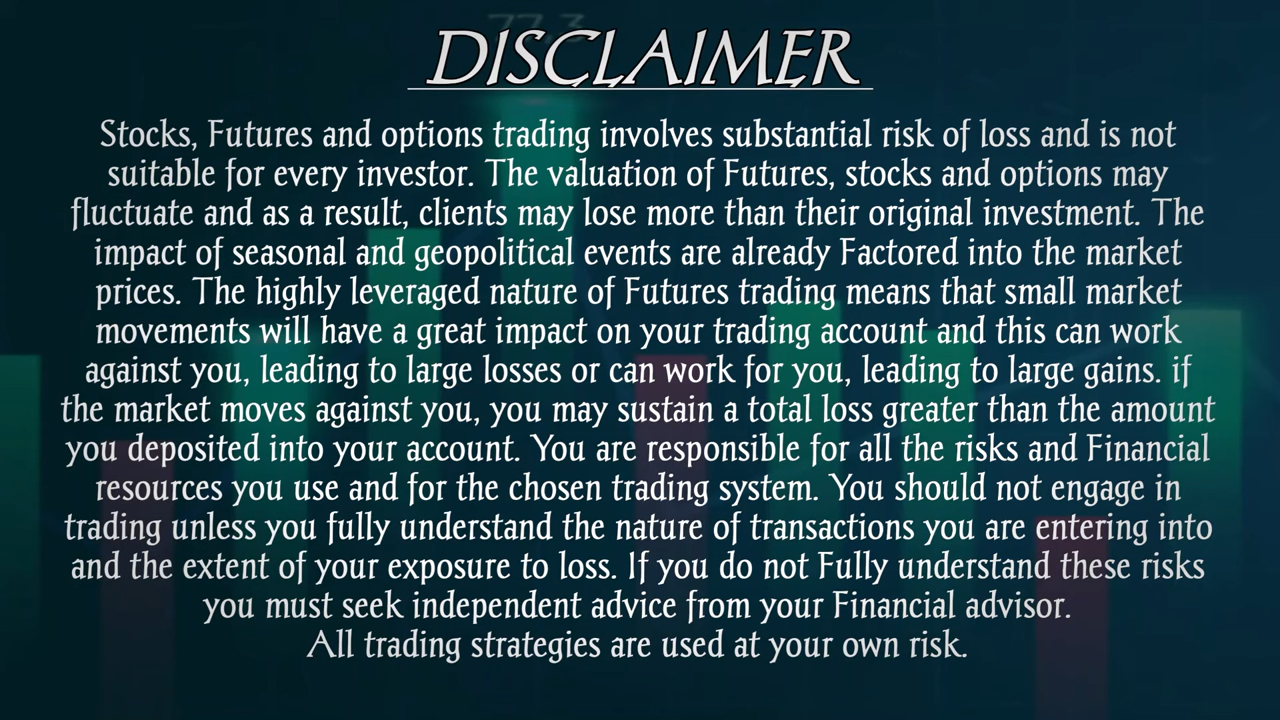 77.3
DISCLAIMER
Stocks, Futures and options trading involves substantial risk of loss and is not
suitable for every investor. The valuation of Futures, stocks and options may
fluctuate and as a result, clients may lose more than their original investment. The
impact of seasonal and geopolitical events are already Factored into the market
prices. The highly leveraged nature of Futures trading means that small market
movements will have a great impact on your trading account and this can work
against you, leading to large losses or can work for you, leading to large gains. if
the market moves against you, you may sustain a total loss greater than the amount
you deposited into your account. You are responsible for all the risks and Financial
resources you use and for the chosen trading system. You should not engage in
trading unless you fully understand the nature of transactions you are entering into
and the extent of your exposure to loss. If you do not Fully understand these risks
you must seek independent advice from your Financial advisor.
All trading strategies are used at your own risk.